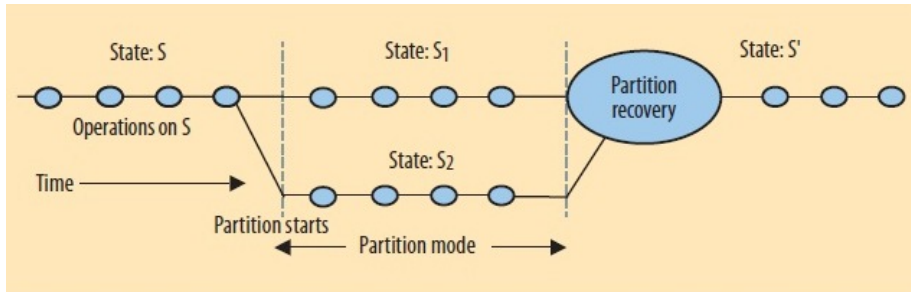 State: S
State: S1
State: S'
Partition
recovery
Operations on S
State: S2
Time
Partition starts
Partition mode